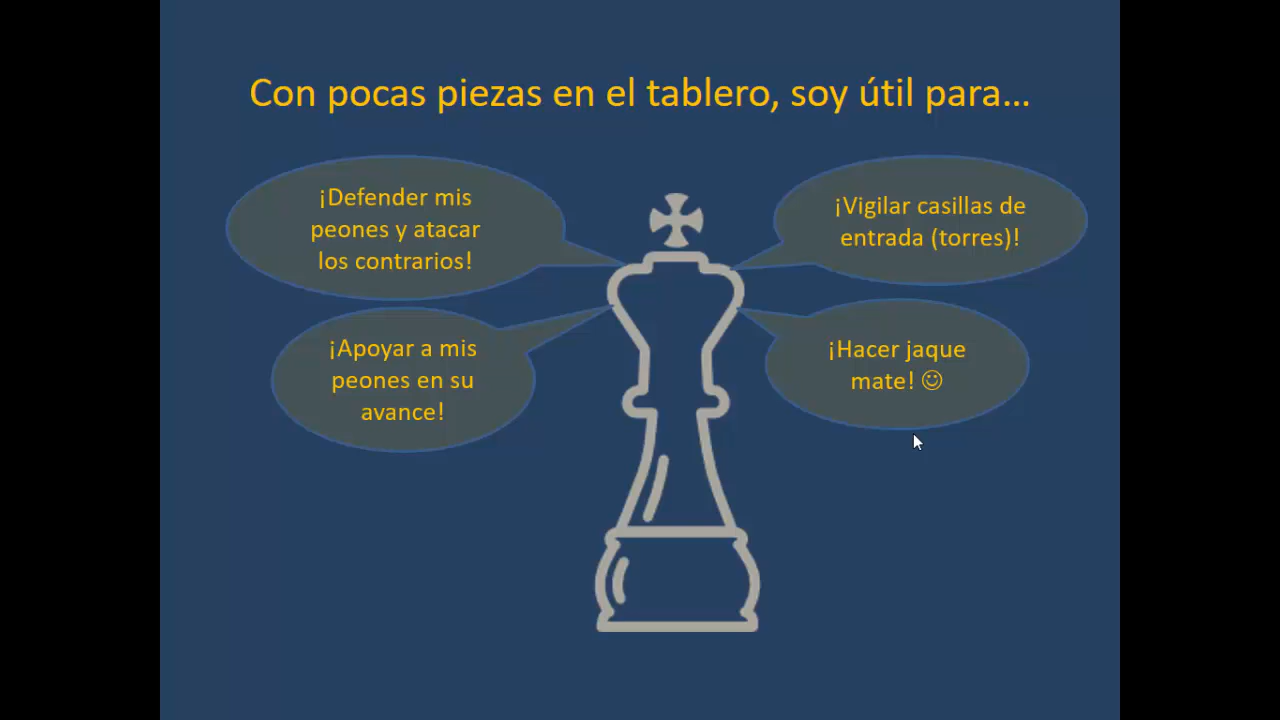 Con pocas piezas en el tablero, soy útil para...
¡Defender mis
peones y atacar
los contrarios!
¡Vigilar casillas de
entrada (torres)!
¡Apoyar a mis
peones en su
avance!
¡Hacer jaque
mate! ☺